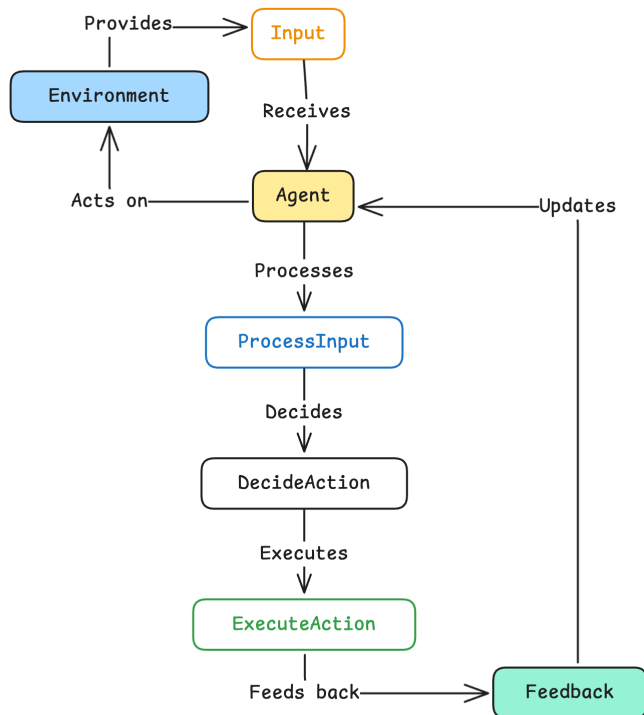 Provides
Input
Environment
Receives
Agent
Acts on
Updates
Processes
ProcessInput
Decides
DecideAction
Executes
ExecuteAction
Feeds back
Feedback